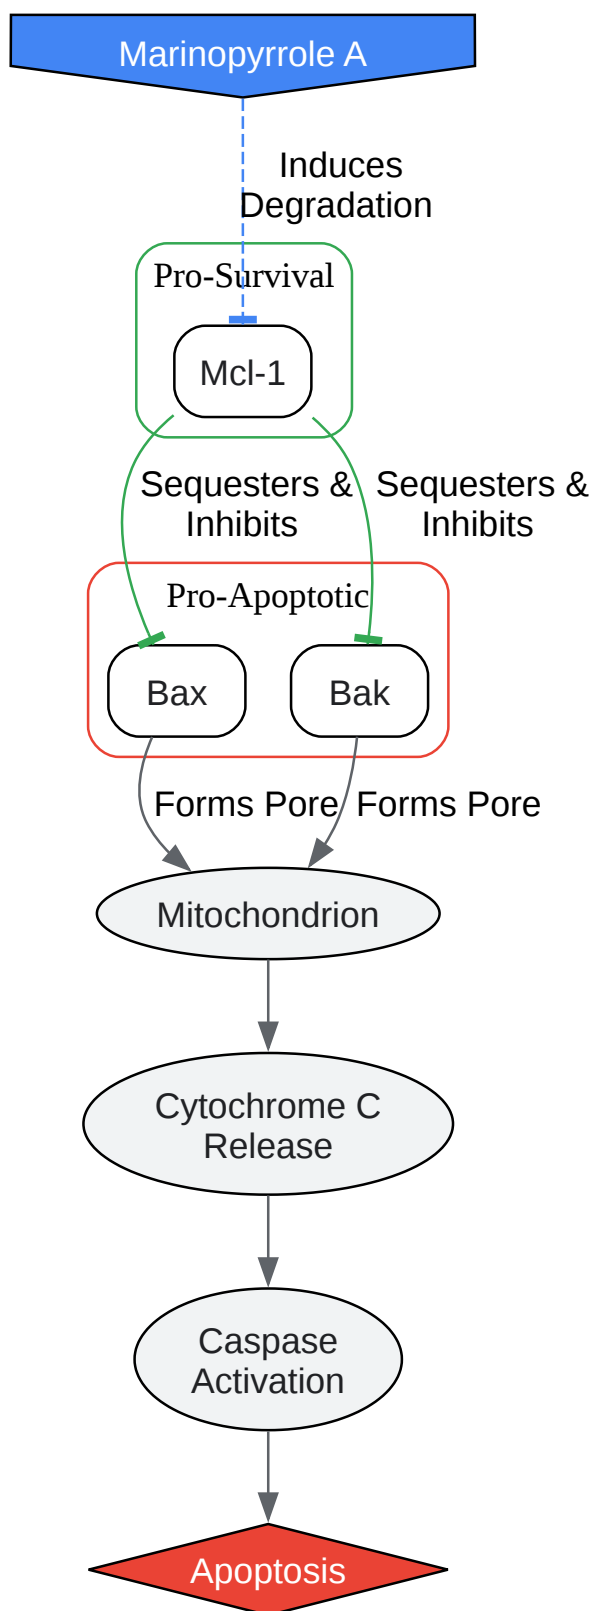 Marinopyrrole A
Induces
Degradation
Pro-Survival
Mcl-1
Sequesters &
Inhibits
Sequesters &
Inhibits
Pro-Apoptotic
Bax
Bak
Forms Pore
Forms Pore
Mitochondrion
Cytochrome C
Release
Caspase
Activation
Apoptosis